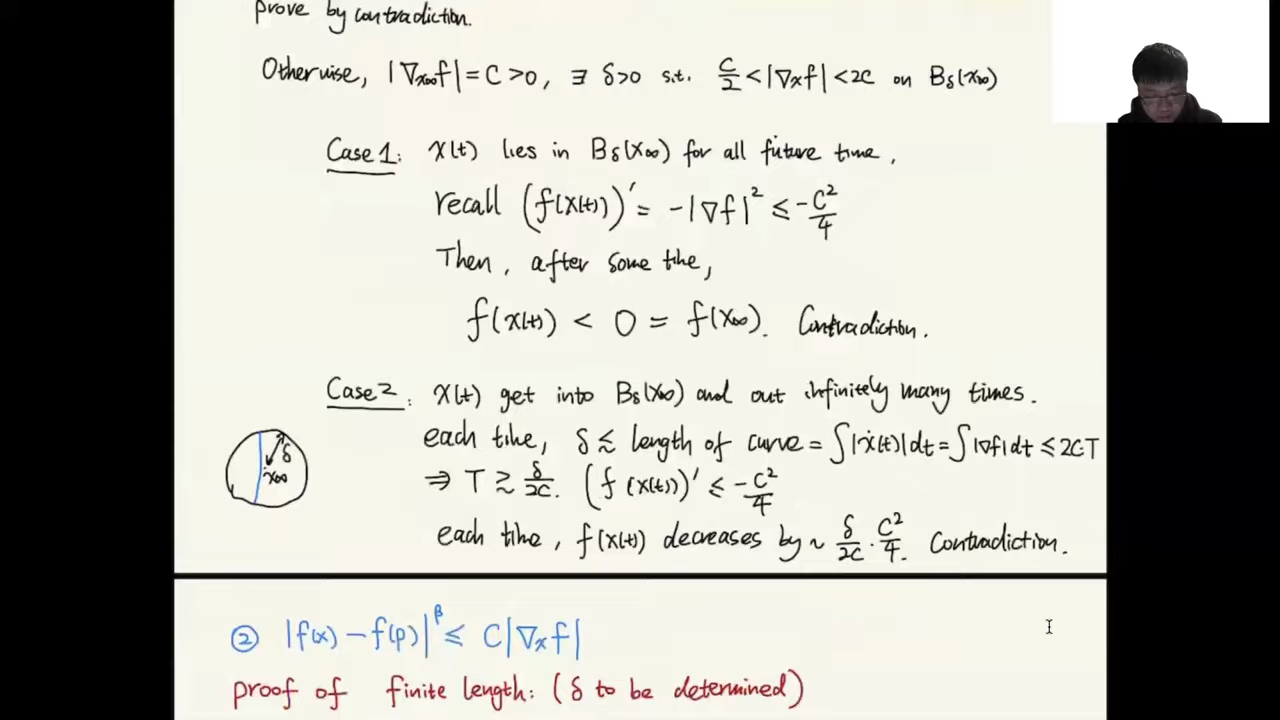 prove by contradiction.
Otherwise, |∇x∞f| = C > 0, ∃ δ>0 s.t. C/2 < |∇xf| < 2C on Bδ(x∞)
Case 1: x(t) lies in Bδ(x∞) for all future time,
recall (f(x(t)))' = -|∇f|² ≤ -C²/4
Then, after some time,
f(x(t)) < 0 = f(x∞). Contradiction.
Case 2: x(t) get into Bδ(x∞) and out infinitely many times.
each time, δ ≲ length of curve = ∫|ẋ(t)|dt = ∫|∇f|dt ≤ 2CT
δ
x∞
⇒ T ≳ δ/2C. (f(x(t)))' ≤ -C²/4
each time, f(x(t)) decreases by ~ δ/2C · C²/4. Contradiction.
② |f(x) - f(p)|^β ≤ C|∇xf|
proof of finite length: (δ to be determined)